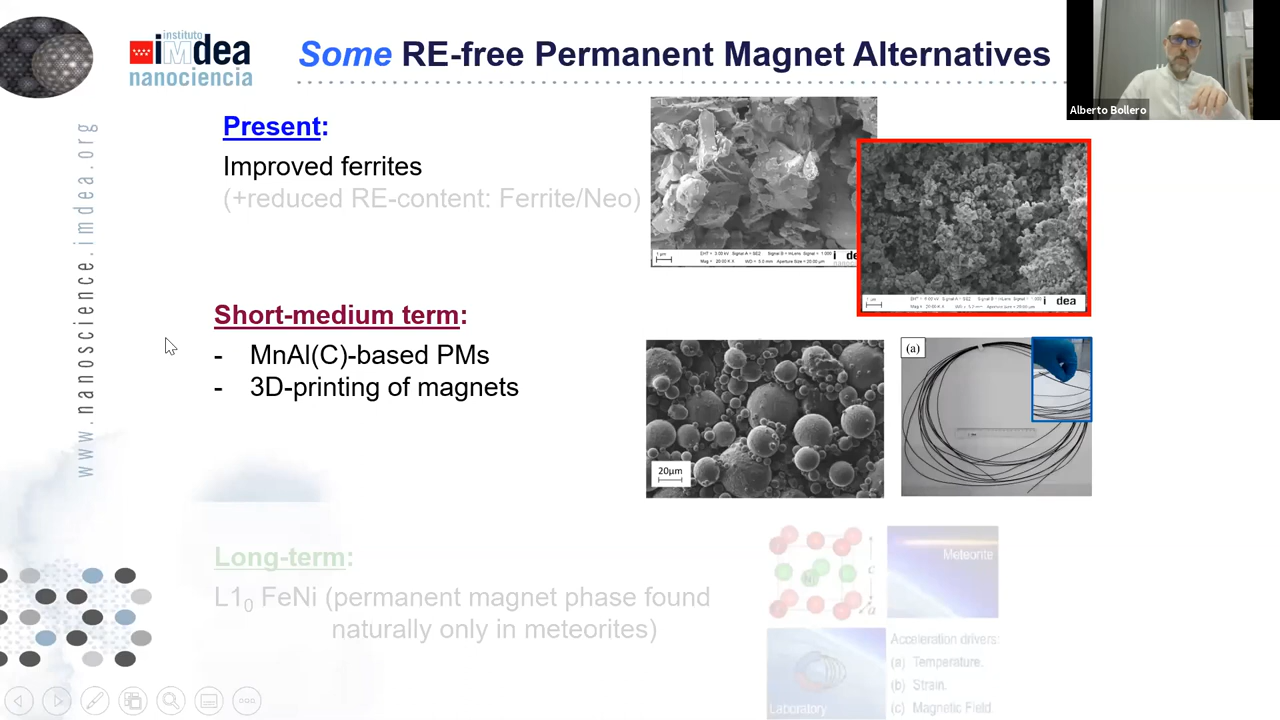 instituto
imdea
nanociencia
Some RE-free Permanent Magnet Alternatives
Alberto Bollero
www.nanoscience.imdea.org
Present:
Improved ferrites
(+reduced RE-content: Ferrite/Neo)
Short-medium term:
- MnAl(C)-based PMs
- 3D-printing of magnets
20μm
(a)
Long-term:
L1₀ FeNi (permanent magnet phase found
naturally only in meteorites)
Meteorite
Laboratory
Acceleration drivers:
(a) Temperature.
(b) Strain.
(c) Magnetic Field